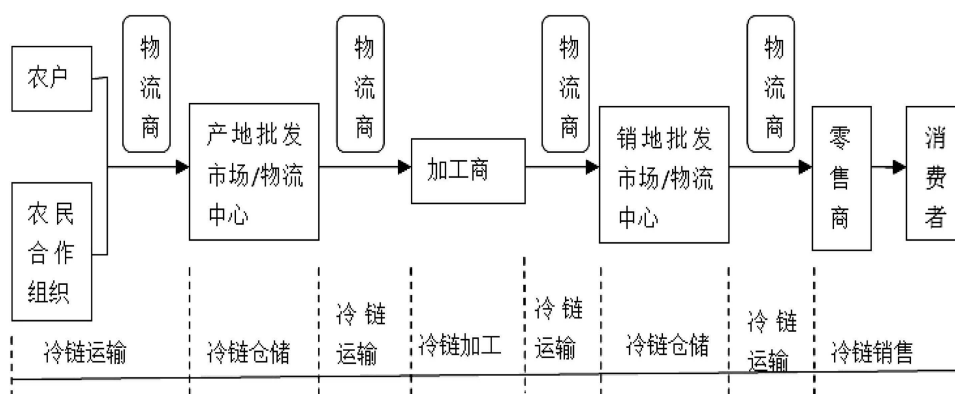 农户
农民
合作
组织
物
流
商
产地批发
市场/物流
中心
物
流
商
加工商
物
流
商
销地批发
市场/物流
中心
物
流
商
零
售
商
消
费
者
冷链运输
冷链仓储
冷 链
运输
冷链加工
冷 链
运输
冷链仓储
冷 链
运输
冷链销售